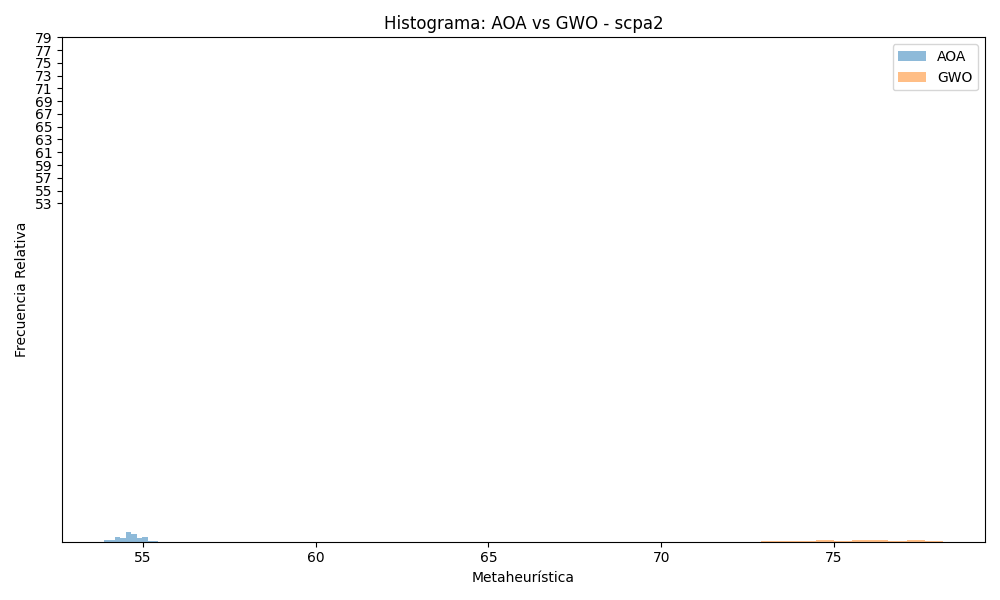 Histograma: AOA vs GWO - scpa2
AOA
GWO
79
77
75
73
71
69
67
65
63
61
59
57
55
53
Frecuencia Relativa
55 60 65 70 75
Metaheurística